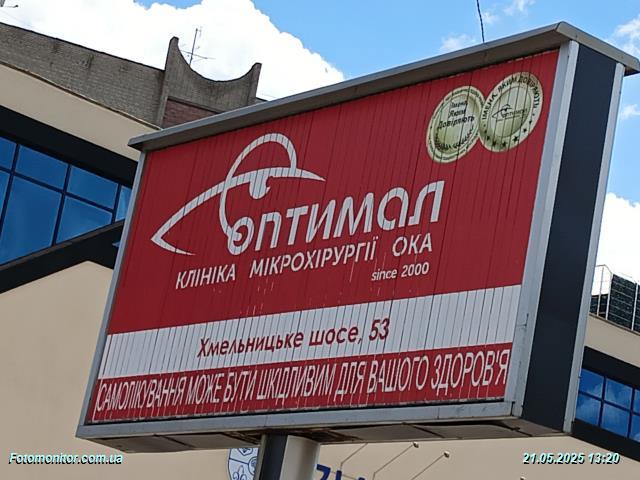 оптимал
КЛІНІКА МІКРОХІРУРГІЇ ОКА
since 2000
Хмельницьке шосе, 53
САМОЛІКУВАННЯ МОЖЕ БУТИ ШКІДЛИВИМ ДЛЯ ВАШОГО ЗДОРОВ'Я
Fotomonitor.com.ua
21.05.2025 13:20